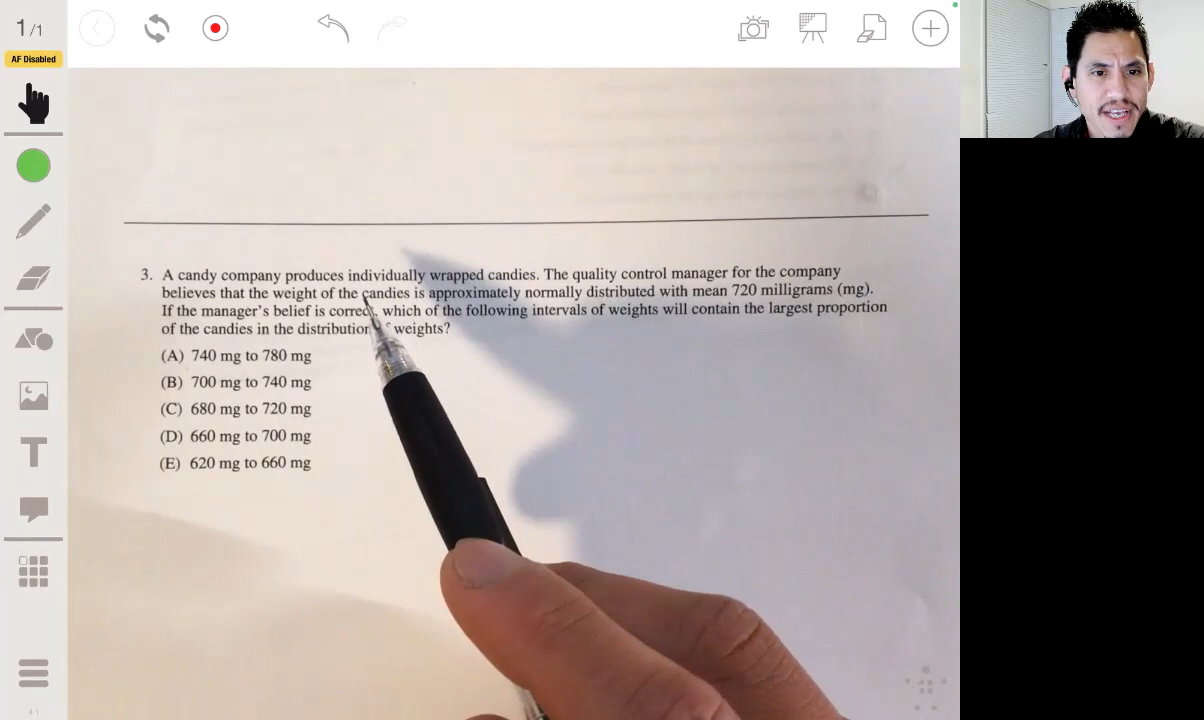 1/1
AF Disabled
3. A candy company produces individually wrapped candies. The quality control manager for the company
believes that the weight of the candies is approximately normally distributed with mean 720 milligrams (mg).
If the manager's belief is correct, which of the following intervals of weights will contain the largest proportion
of the candies in the distribution weights?
(A) 740 mg to 780 mg
(B) 700 mg to 740 mg
(C) 680 mg to 720 mg
(D) 660 mg to 700 mg
(E) 620 mg to 660 mg
T